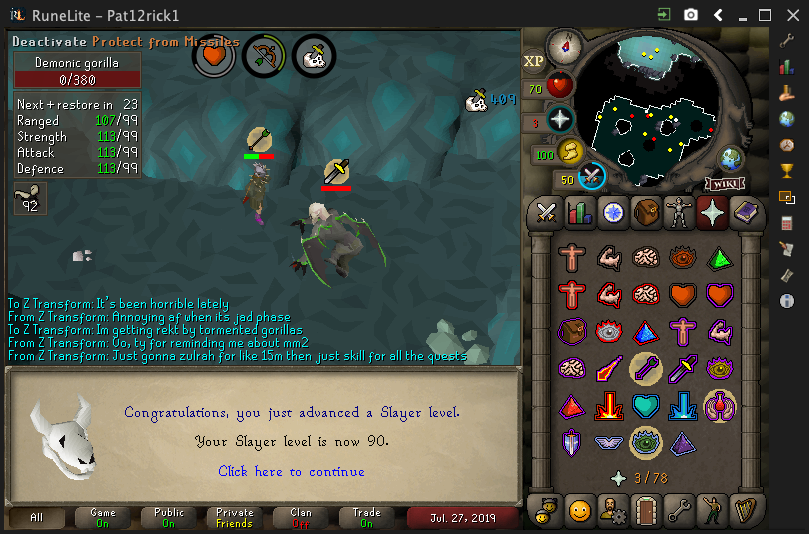 RuneLite - Pat12rick1
Deactivate Protect from Missiles
Demonic gorilla
0/380
Next + restore in 23
Ranged 107/99
Strength 113/99
Attack 113/99
Defence 113/99
92
409
XP
70
3
100
50
WIKI
To Z Transform: It's been horrible lately
From Z Transform: Annoying af when its jad phase
To Z Transform: Im getting rekt by tormented gorillas
From Z Transform: Oo, ty for reminding me about mm2
From Z Transform: Just gonna zulrah for like 15m then just skill for all the quests
Congratulations, you just advanced a Slayer level.
Your Slayer level is now 90.
Click here to continue
3 / 78
All
Game
On
Public
On
Private
Friends
Clan
Off
Trade
On
Jul. 27, 2019